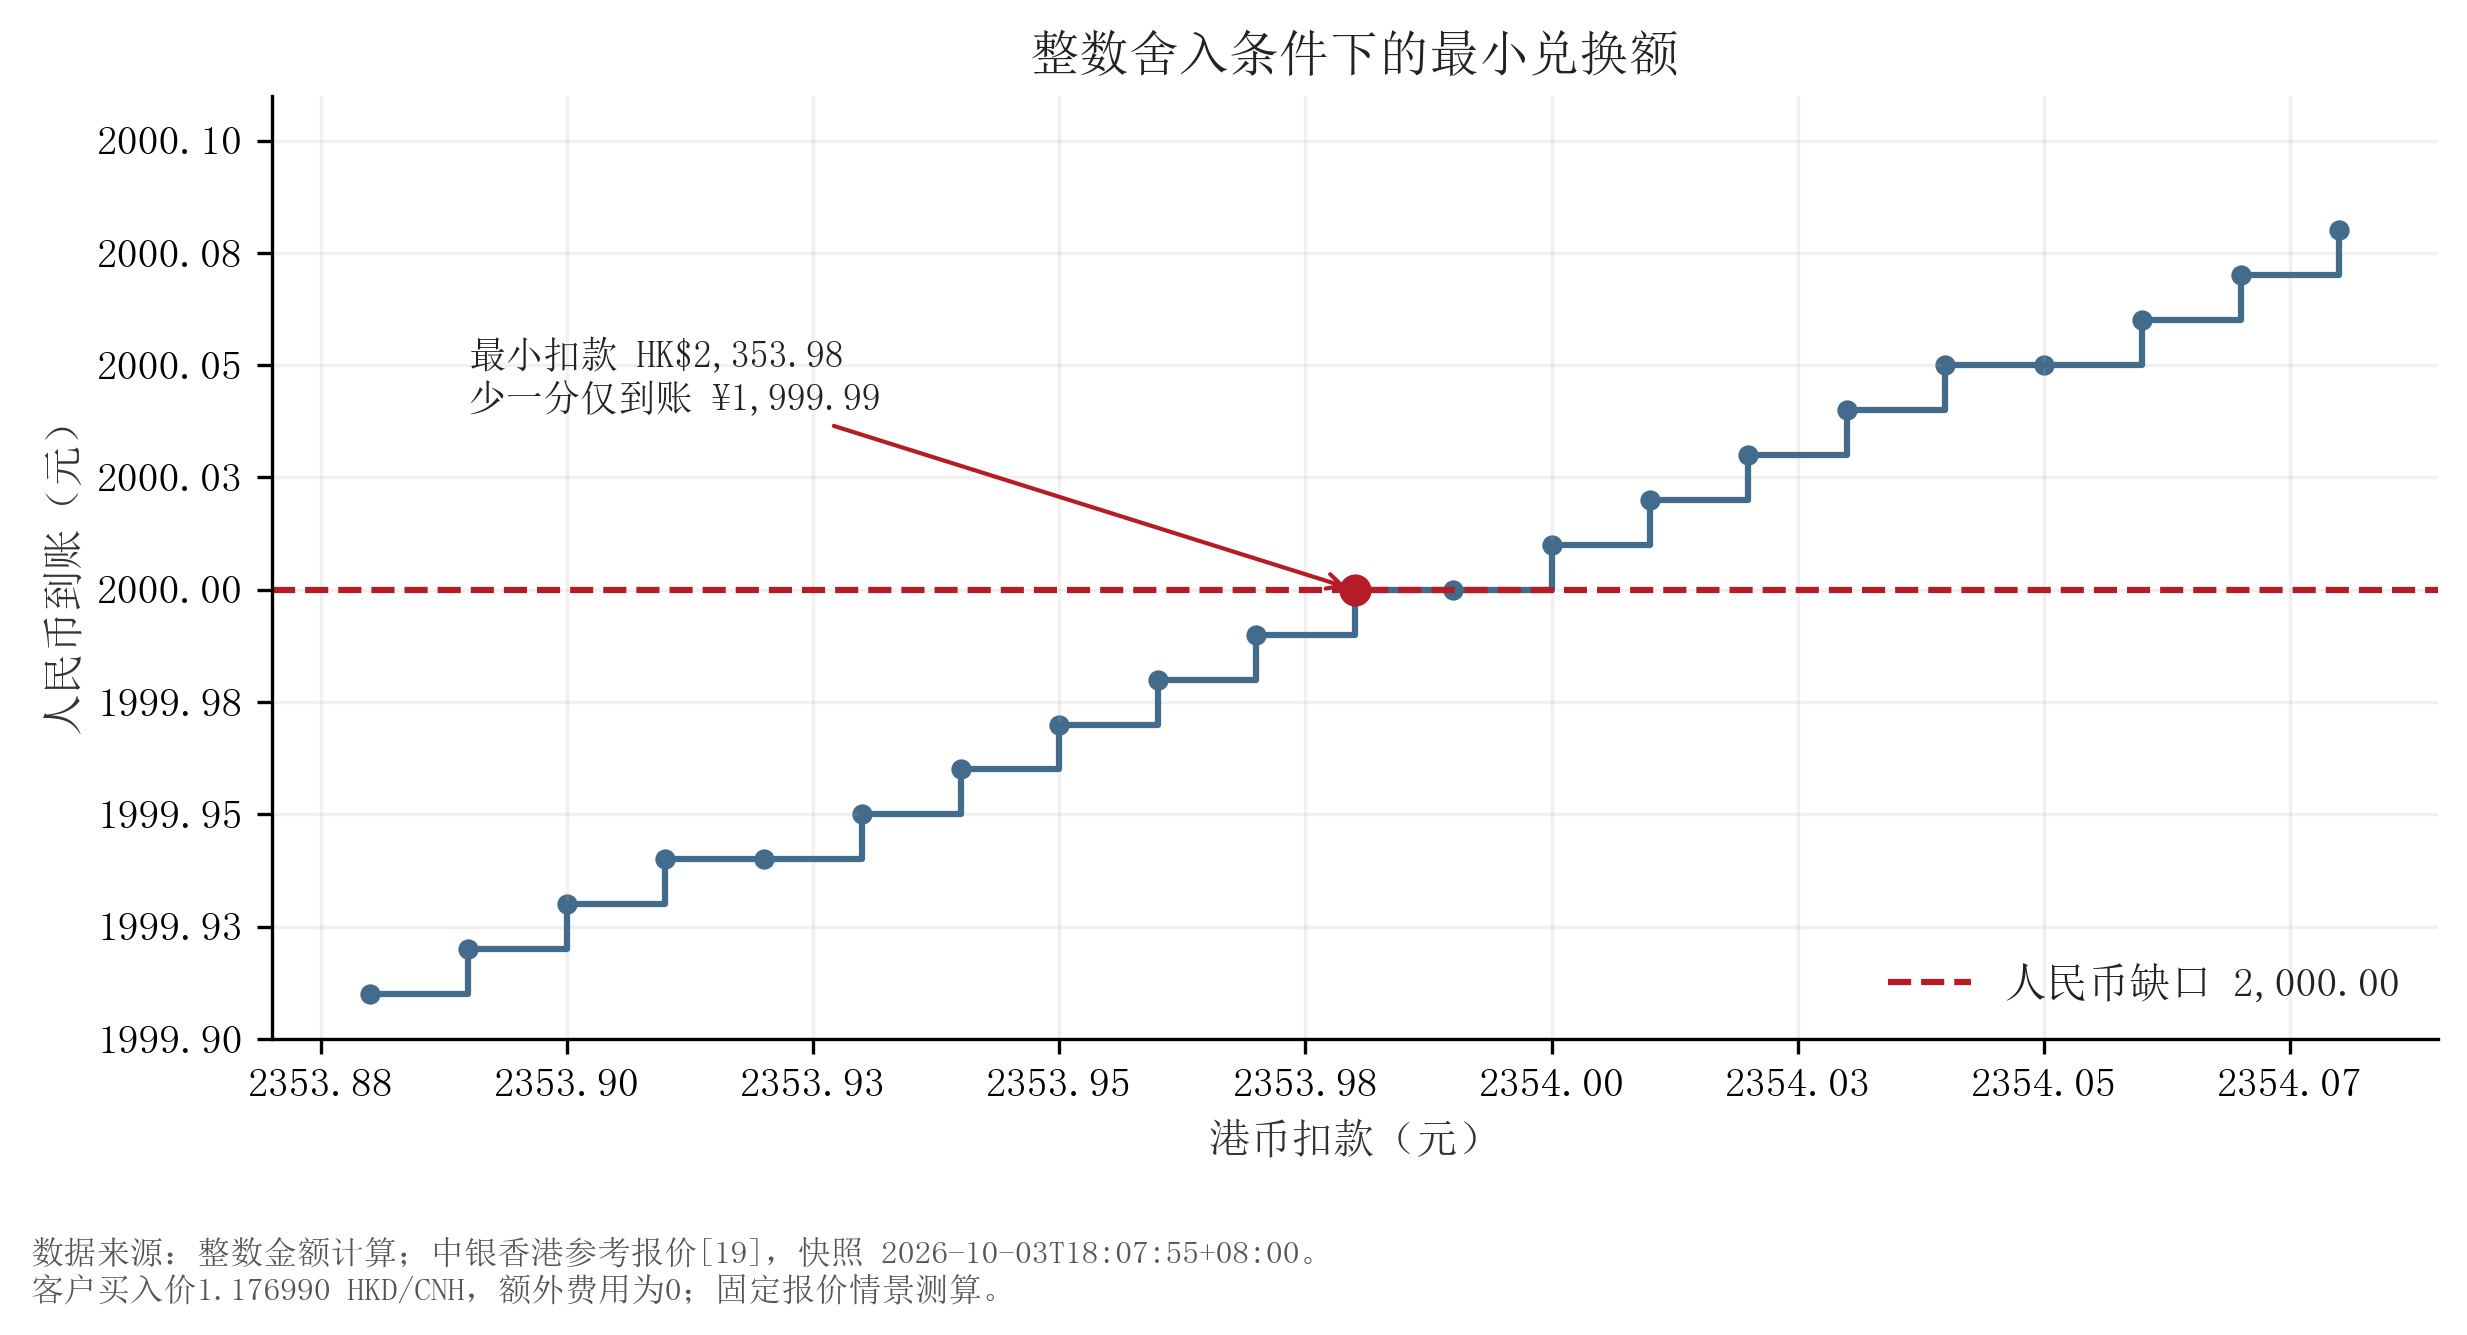 整数舍入条件下的最小兑换额
2000.10
2000.08
2000.05
2000.03
2000.00
1999.98
1999.95
1999.93
1999.90
人民币到账（元）
最小扣款 HK$2,353.98
少一分仅到账 ¥1,999.99
人民币缺口 2,000.00
2353.88 2353.90 2353.93 2353.95 2353.98 2354.00 2354.03 2354.05 2354.07
港币扣款（元）
数据来源：整数金额计算；中银香港参考报价[19]，快照 2026-10-03T18:07:55+08:00。
客户买入价1.176990 HKD/CNH，额外费用为0；固定报价情景测算。